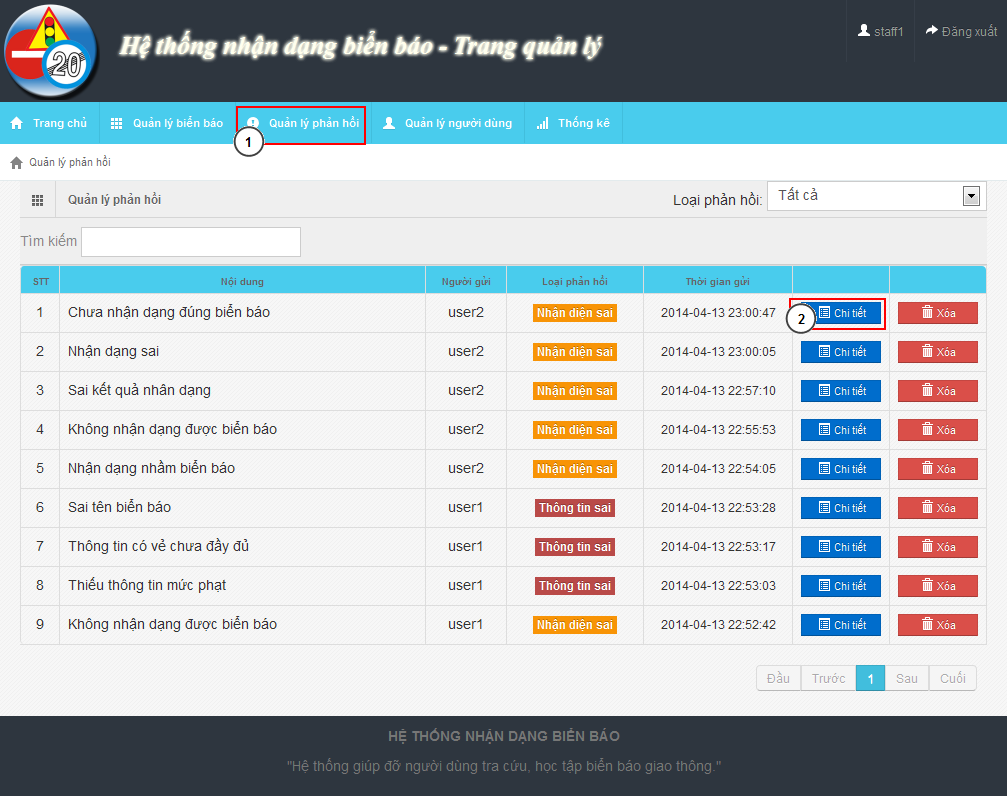 20
Hệ thống nhận dạng biển báo - Trang quản lý
staff1
Đăng xuất
Trang chủ
Quản lý biển báo
Quản lý phản hồi
Quản lý người dùng
Thống kê
1
Quản lý phản hồi
Quản lý phản hồi
Loại phản hồi: Tất cả
Tìm kiếm
STT Nội dung Người gửi Loại phản hồi Thời gian gửi
1 Chưa nhận dạng đúng biển báo user2 Nhận diện sai 2014-04-13 23:00:47 2 Chi tiết Xóa
2 Nhận dạng sai user2 Nhận diện sai 2014-04-13 23:00:05 Chi tiết Xóa
3 Sai kết quả nhân dạng user2 Nhận diện sai 2014-04-13 22:57:10 Chi tiết Xóa
4 Không nhận dạng được biển báo user2 Nhận diện sai 2014-04-13 22:55:53 Chi tiết Xóa
5 Nhận dạng nhầm biển báo user2 Nhận diện sai 2014-04-13 22:54:05 Chi tiết Xóa
6 Sai tên biển báo user1 Thông tin sai 2014-04-13 22:53:28 Chi tiết Xóa
7 Thông tin có vẻ chưa đầy đủ user1 Thông tin sai 2014-04-13 22:53:17 Chi tiết Xóa
8 Thiếu thông tin mức phạt user1 Thông tin sai 2014-04-13 22:53:03 Chi tiết Xóa
9 Không nhận dạng được biển báo user1 Nhận diện sai 2014-04-13 22:52:42 Chi tiết Xóa
Đầu Trước 1 Sau Cuối
HỆ THỐNG NHẬN DẠNG BIỂN BÁO
"Hệ thống giúp đỡ người dùng tra cứu, học tập biển báo giao thông."